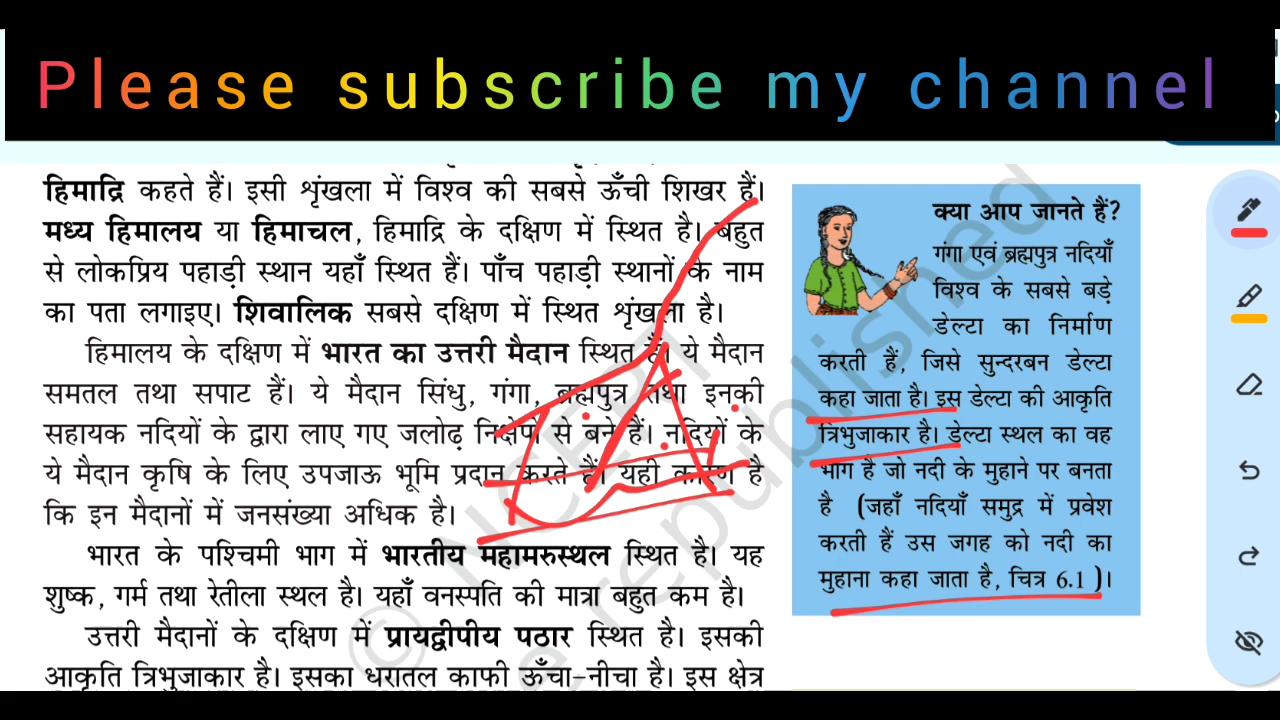 Please subscribe my channel
हिमाद्रि कहते हैं। इसी शृंखला में विश्व की सबसे ऊँची शिखर हैं।
मध्य हिमालय या हिमाचल, हिमाद्रि के दक्षिण में स्थित है। बहुत
से लोकप्रिय पहाड़ी स्थान यहाँ स्थित हैं। पाँच पहाड़ी स्थानों के नाम
का पता लगाइए। शिवालिक सबसे दक्षिण में स्थित शृंखला है।
हिमालय के दक्षिण में भारत का उत्तरी मैदान स्थित है। ये मैदान
समतल तथा सपाट हैं। ये मैदान सिंधु, गंगा, ब्रह्मपुत्र तथा इनकी
सहायक नदियों के द्वारा लाए गए जलोढ़ निक्षेपों से बने हैं। नदियों के
ये मैदान कृषि के लिए उपजाऊ भूमि प्रदान करते हैं। यही कारण है
कि इन मैदानों में जनसंख्या अधिक है।
भारत के पश्चिमी भाग में भारतीय महामरुस्थल स्थित है। यह
शुष्क, गर्म तथा रेतीला स्थल है। यहाँ वनस्पति की मात्रा बहुत कम है।
उत्तरी मैदानों के दक्षिण में प्रायद्वीपीय पठार स्थित है। इसकी
आकृति त्रिभुजाकार है। इसका धरातल काफी ऊँचा-नीचा है। इस क्षेत्र
क्या आप जानते हैं?
गंगा एवं ब्रह्मपुत्र नदियाँ
विश्व के सबसे बड़े
डेल्टा का निर्माण
करती हैं, जिसे सुन्दरबन डेल्टा
कहा जाता है। इस डेल्टा की आकृति
त्रिभुजाकार है। डेल्टा स्थल का वह
भाग है जो नदी के मुहाने पर बनता
है (जहाँ नदियाँ समुद्र में प्रवेश
करती हैं उस जगह को नदी का
मुहाना कहा जाता है, चित्र 6.1)।
© NCERT
republished